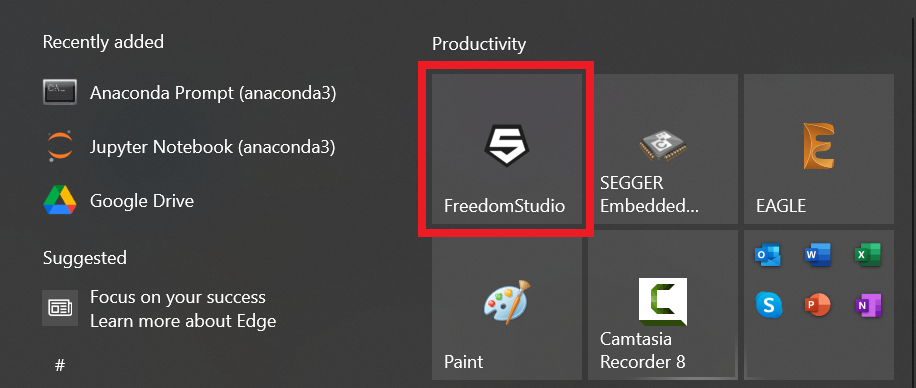 Recently added
Anaconda Prompt (anaconda3)
Jupyter Notebook (anaconda3)
Google Drive
Suggested
Focus on your success
Learn more about Edge
#
Productivity
FreedomStudio
SEGGER
Embedded...
EAGLE
Paint
Camtasia
Recorder 8